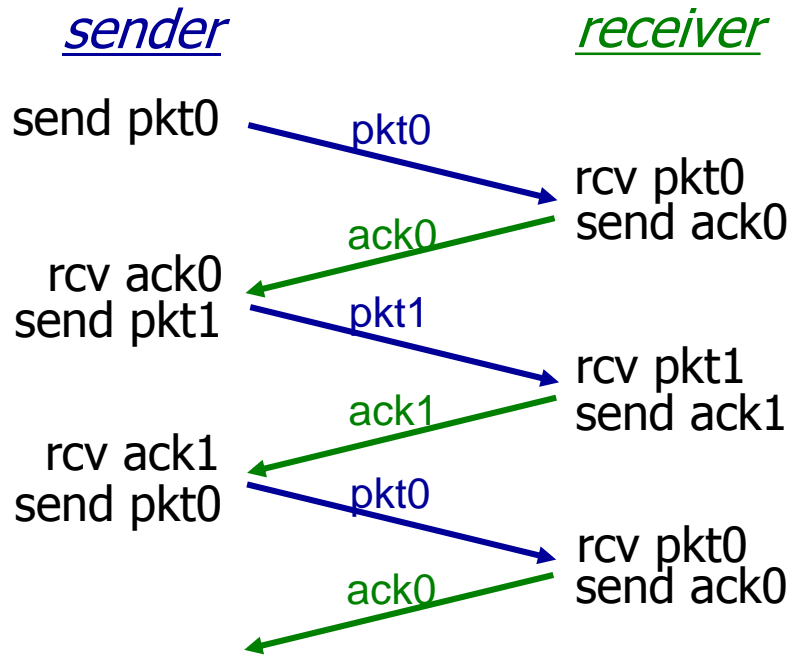 sender
receiver
send pkt0
pkt0
rcv pkt0
send ack0
ack0
rcv ack0
send pkt1
pkt1
rcv pkt1
send ack1
ack1
rcv ack1
send pkt0
pkt0
rcv pkt0
send ack0
ack0